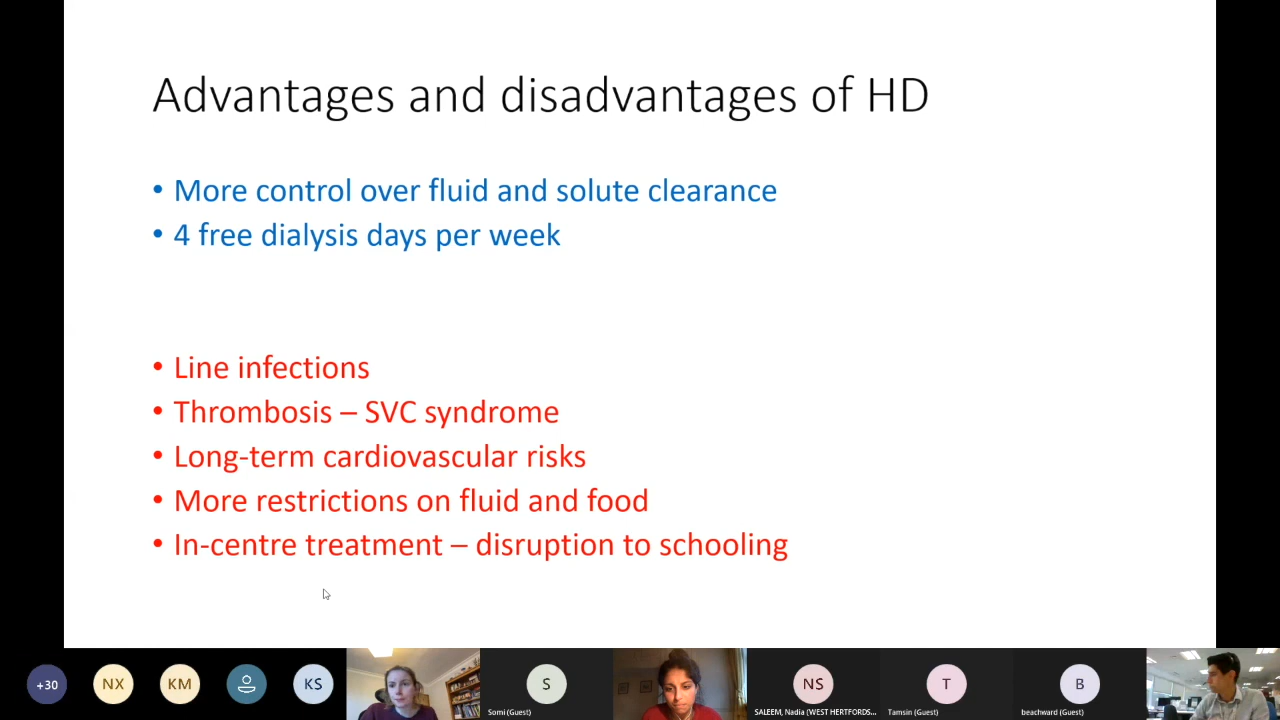 Advantages and disadvantages of HD
• More control over fluid and solute clearance
• 4 free dialysis days per week
• Line infections
• Thrombosis – SVC syndrome
• Long-term cardiovascular risks
• More restrictions on fluid and food
• In-centre treatment – disruption to schooling
+30
NX
KM
KS
S
Somi (Guest)
NS
SALEEM, Nadia (WEST HERTFORDS...
T
Tamsin (Guest)
B
beachward (Guest)